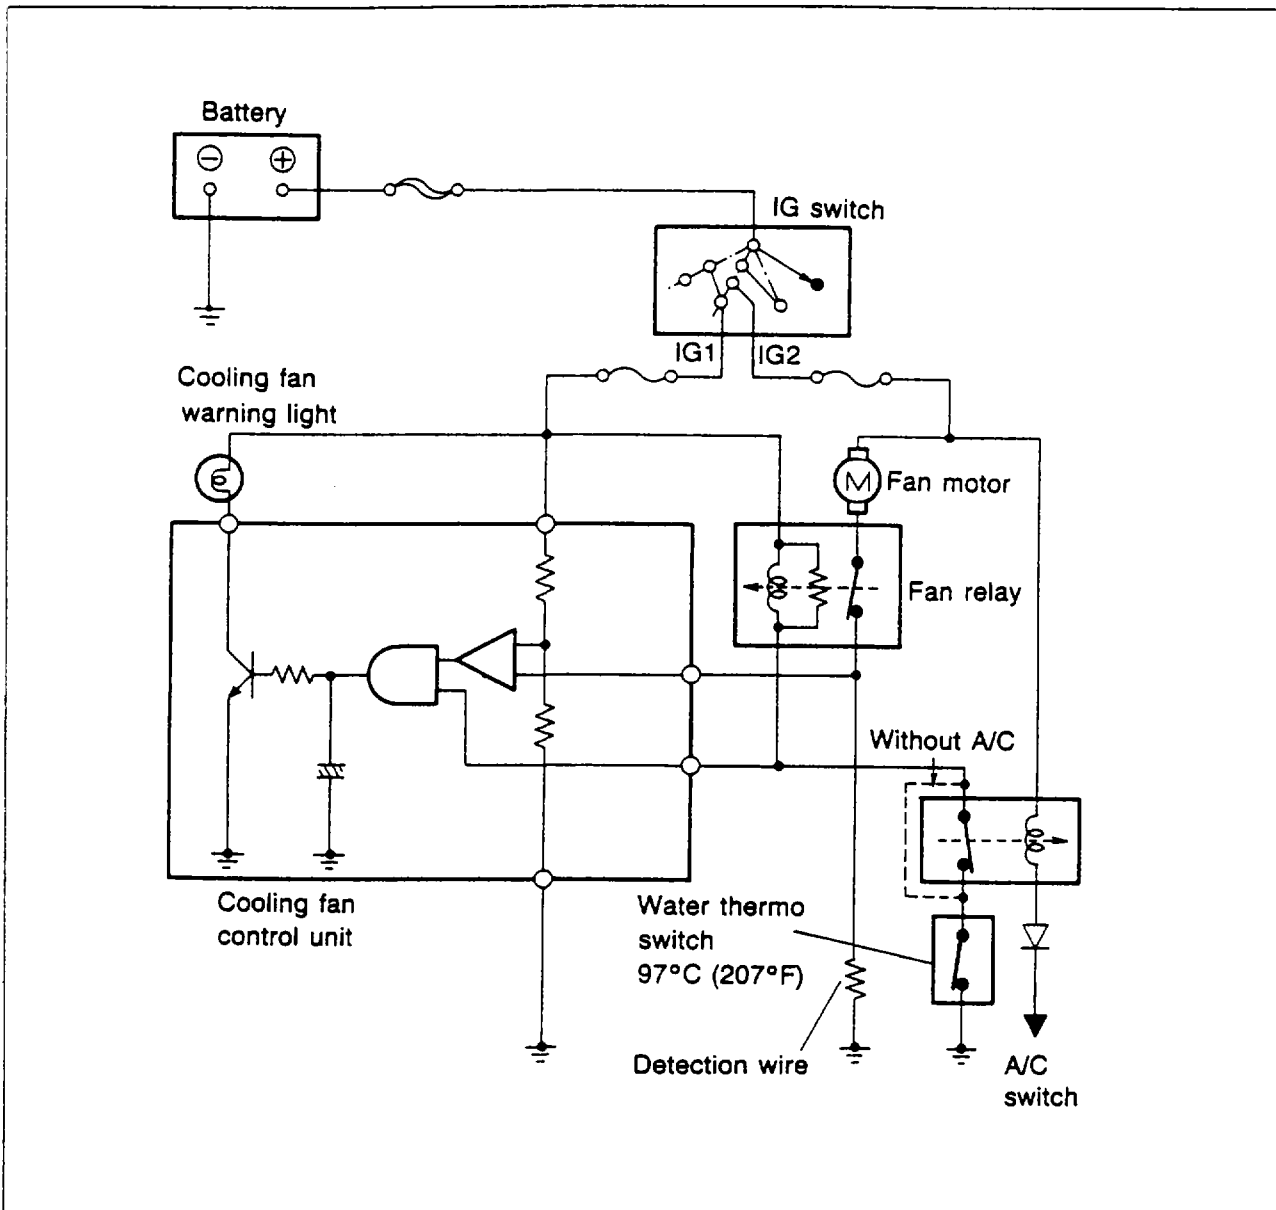 Battery
⊖ ⊕
IG switch
IG1 IG2
Cooling fan
warning light
M
Fan motor
Fan relay
Without A/C
Cooling fan
control unit
Water thermo
switch
97°C (207°F)
Detection wire
A/C
switch